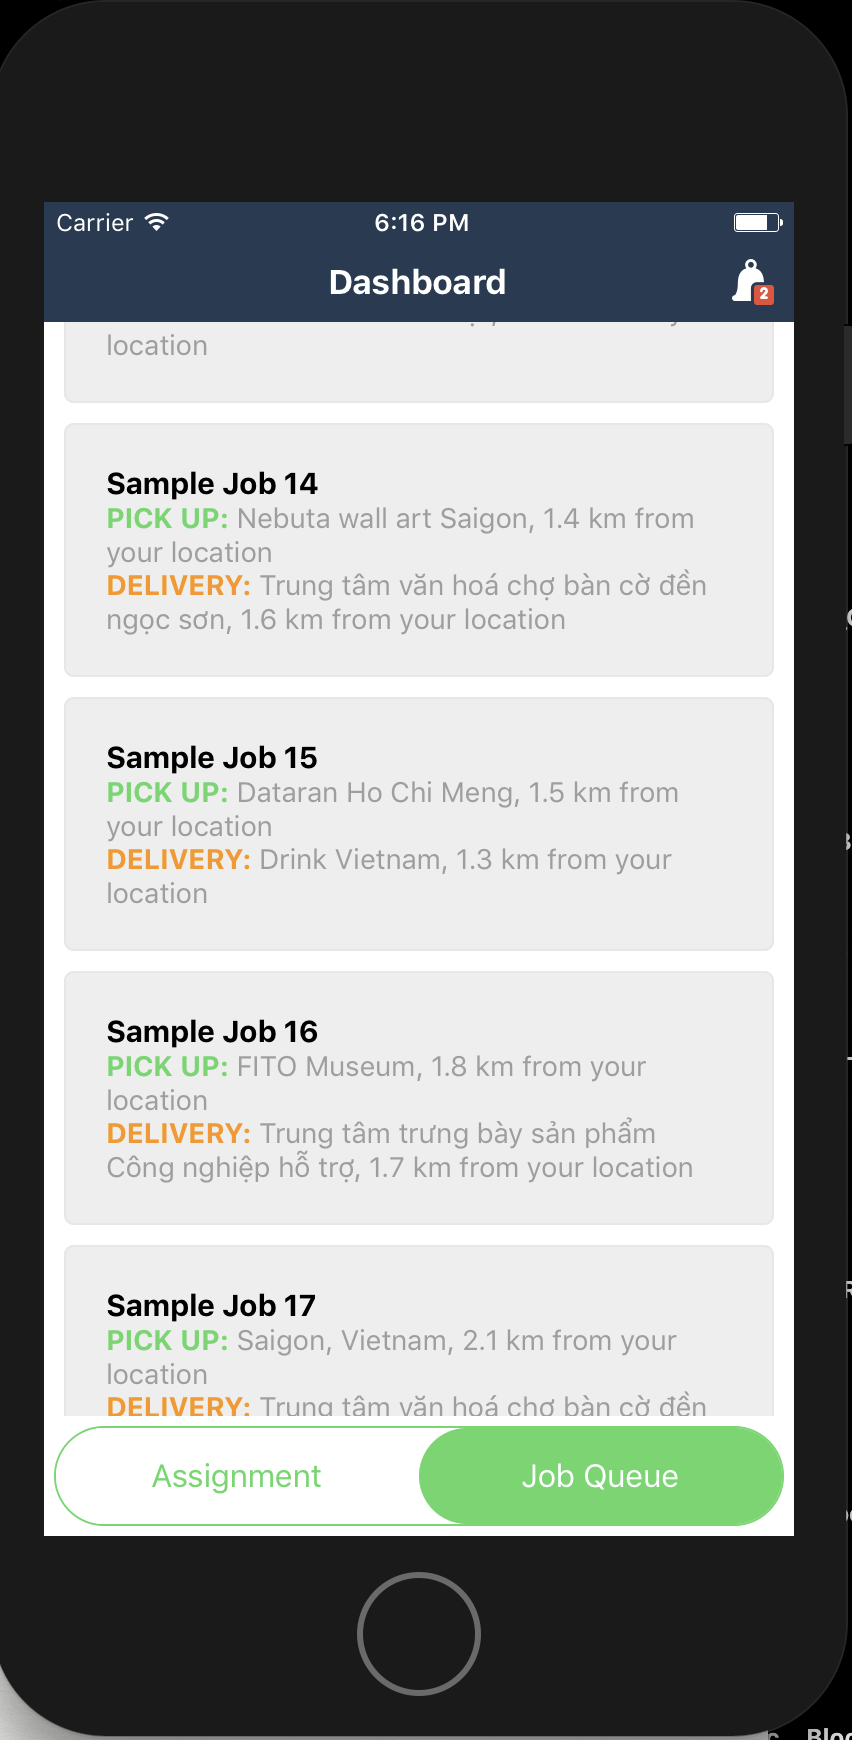 Carrier
6:16 PM
Dashboard
2
location
Sample Job 14
PICK UP: Nebuta wall art Saigon, 1.4 km from
your location
DELIVERY: Trung tâm văn hoá chợ bàn cờ đền
ngọc sơn, 1.6 km from your location
Sample Job 15
PICK UP: Dataran Ho Chi Meng, 1.5 km from
your location
DELIVERY: Drink Vietnam, 1.3 km from your
location
Sample Job 16
PICK UP: FITO Museum, 1.8 km from your
location
DELIVERY: Trung tâm trưng bày sản phẩm
Công nghiệp hỗ trợ, 1.7 km from your location
Sample Job 17
PICK UP: Saigon, Vietnam, 2.1 km from your
location
DELIVERY: Trung tâm văn hoá chợ bàn cờ đền
Assignment
Job Queue